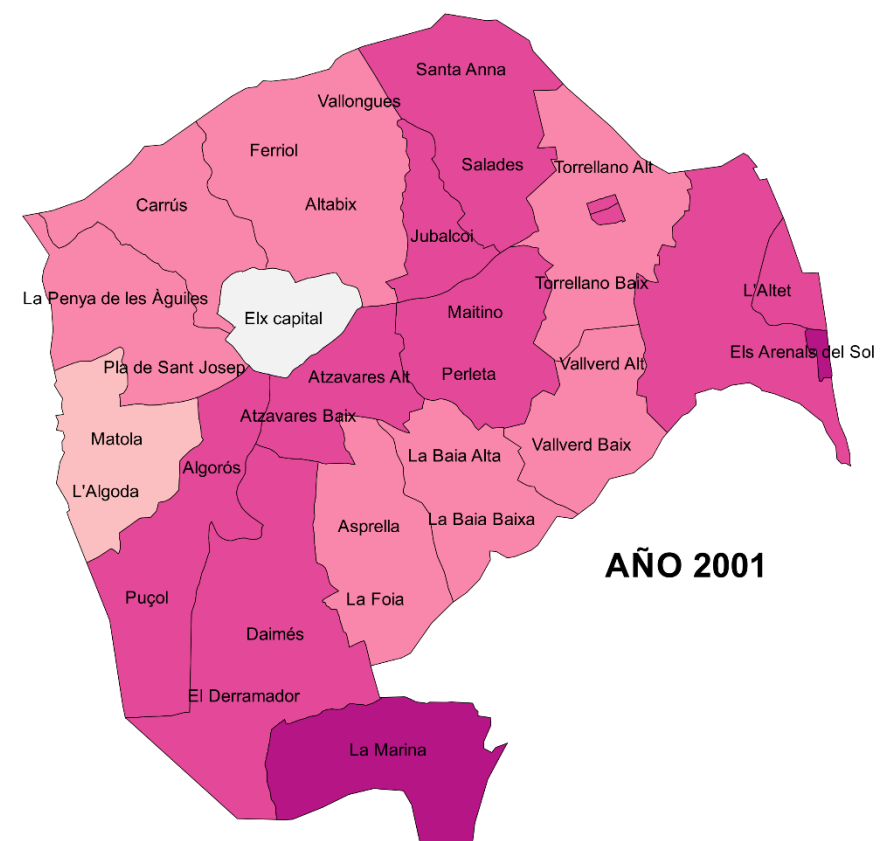 Santa Anna
Vallongues
Ferriol
Salades
Torrellano Alt
Carrús
Altabix
Jubalcoi
La Penya de les Àguiles
Torrellano Baix
L'Altet
Elx capital
Maitino
Els Arenals del Sol
Pla de Sant Josep
Atzavares Alt
Perleta
Vallverd Alt
Atzavares Baix
Matola
La Baia Alta
Vallverd Baix
Algorós
L'Algoda
Asprella
La Baia Baixa
AÑO 2001
Puçol
La Foia
Daimés
El Derramador
La Marina